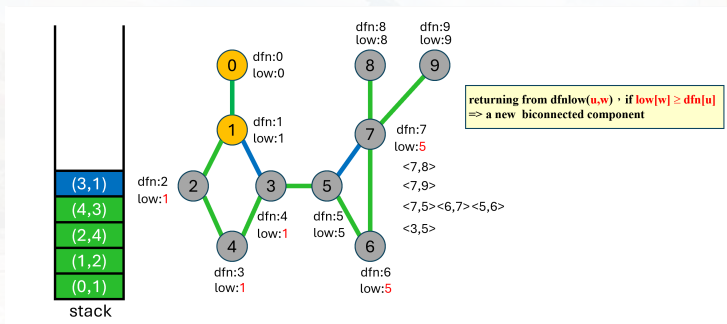 dfn:0
low:0
0
dfn:1
low:1
1
dfn:2
low:1
2
3
dfn:4
low:1
4
dfn:3
low:1
5
dfn:5
low:5
6
dfn:6
low:5
7
dfn:7
low:5
dfn:8
low:8
8
dfn:9
low:9
9
<7,8>
<7,9>
<7,5><6,7><5,6>
<3,5>
returning from dfnlow(u,w),if low[w] ≥ dfn[u]
=> a new biconnected component
(3,1)
(4,3)
(2,4)
(1,2)
(0,1)
stack